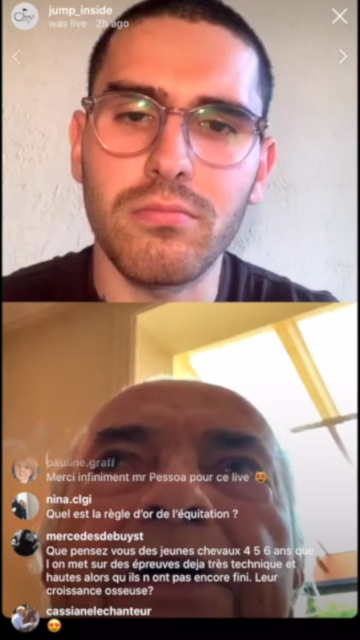 jump_inside
was live · 2h ago
pauline.graff
Merci infiniment mr Pessoa pour ce live 😻
nina.clgi
Quel est la règle d'or de l'équitation ?
mercedesdebuyst
Que pensez vous des jeunes chevaux 4 5 6 ans que
l on met sur des épreuves deja très technique et
hautes alors qu ils n ont pas encore fini. Leur
croissance osseuse?
cassianelechanteur
😍